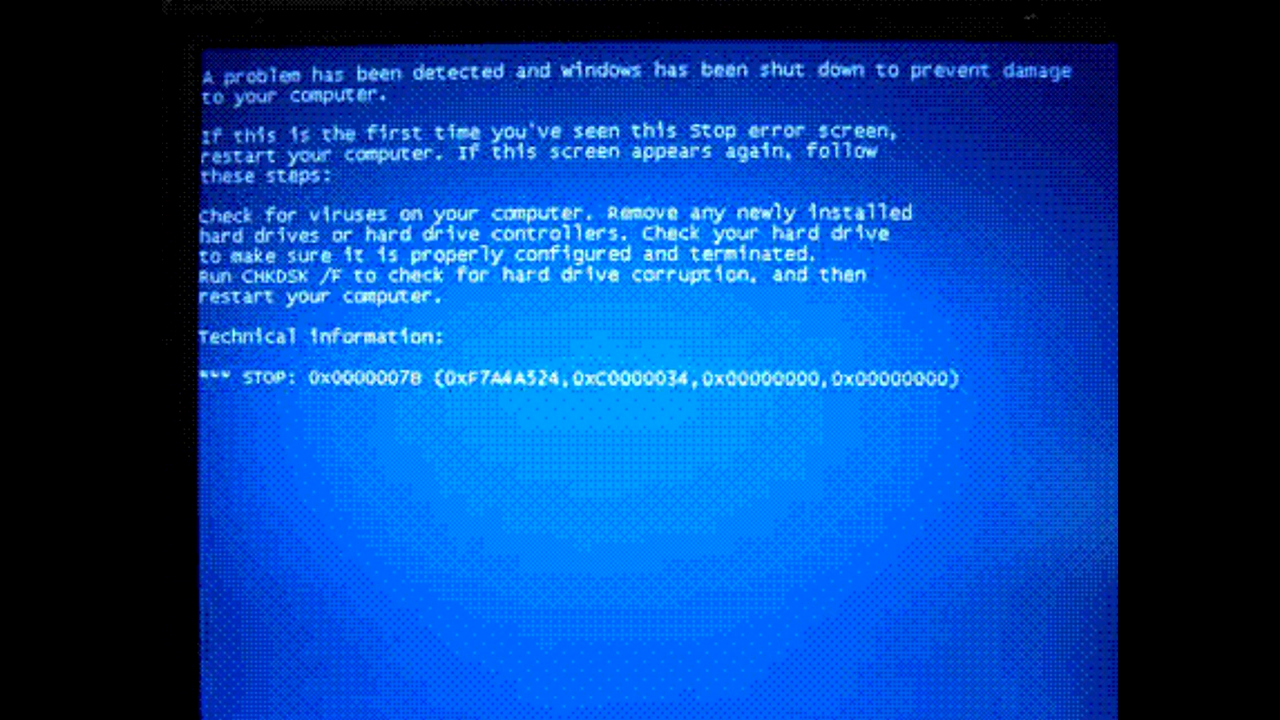 A problem has been detected and windows has been shut down to prevent damage
to your computer.
If this is the first time you've seen this Stop error screen,
restart your computer. If this screen appears again, follow
these steps:
Check for viruses on your computer. Remove any newly installed
hard drives or hard drive controllers. Check your hard drive
to make sure it is properly configured and terminated.
Run CHKDSK /F to check for hard drive corruption, and then
restart your computer.
Technical information:
*** STOP: 0x0000007B (0xF7A4A524,0xC0000034,0x00000000,0x00000000)